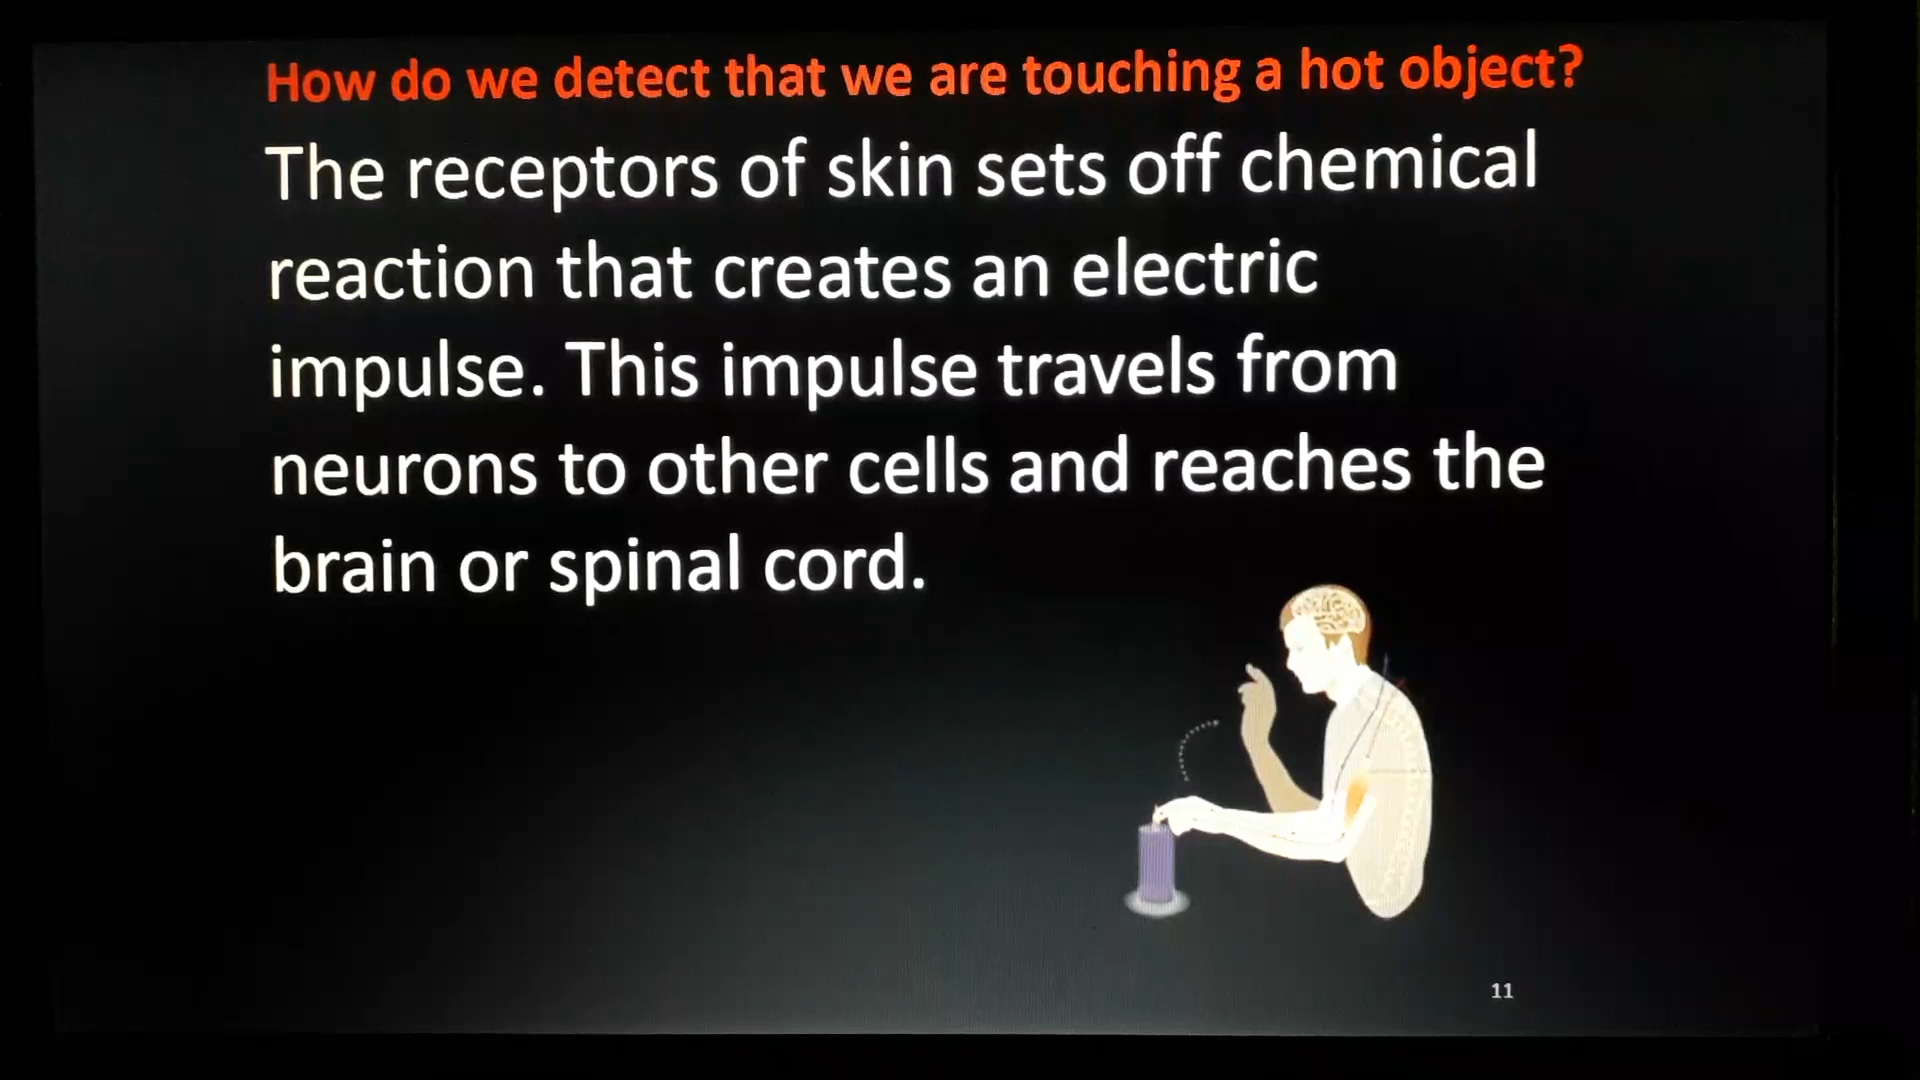 How do we detect that we are touching a hot object?
The receptors of skin sets off chemical
reaction that creates an electric
impulse. This impulse travels from
neurons to other cells and reaches the
brain or spinal cord.
11